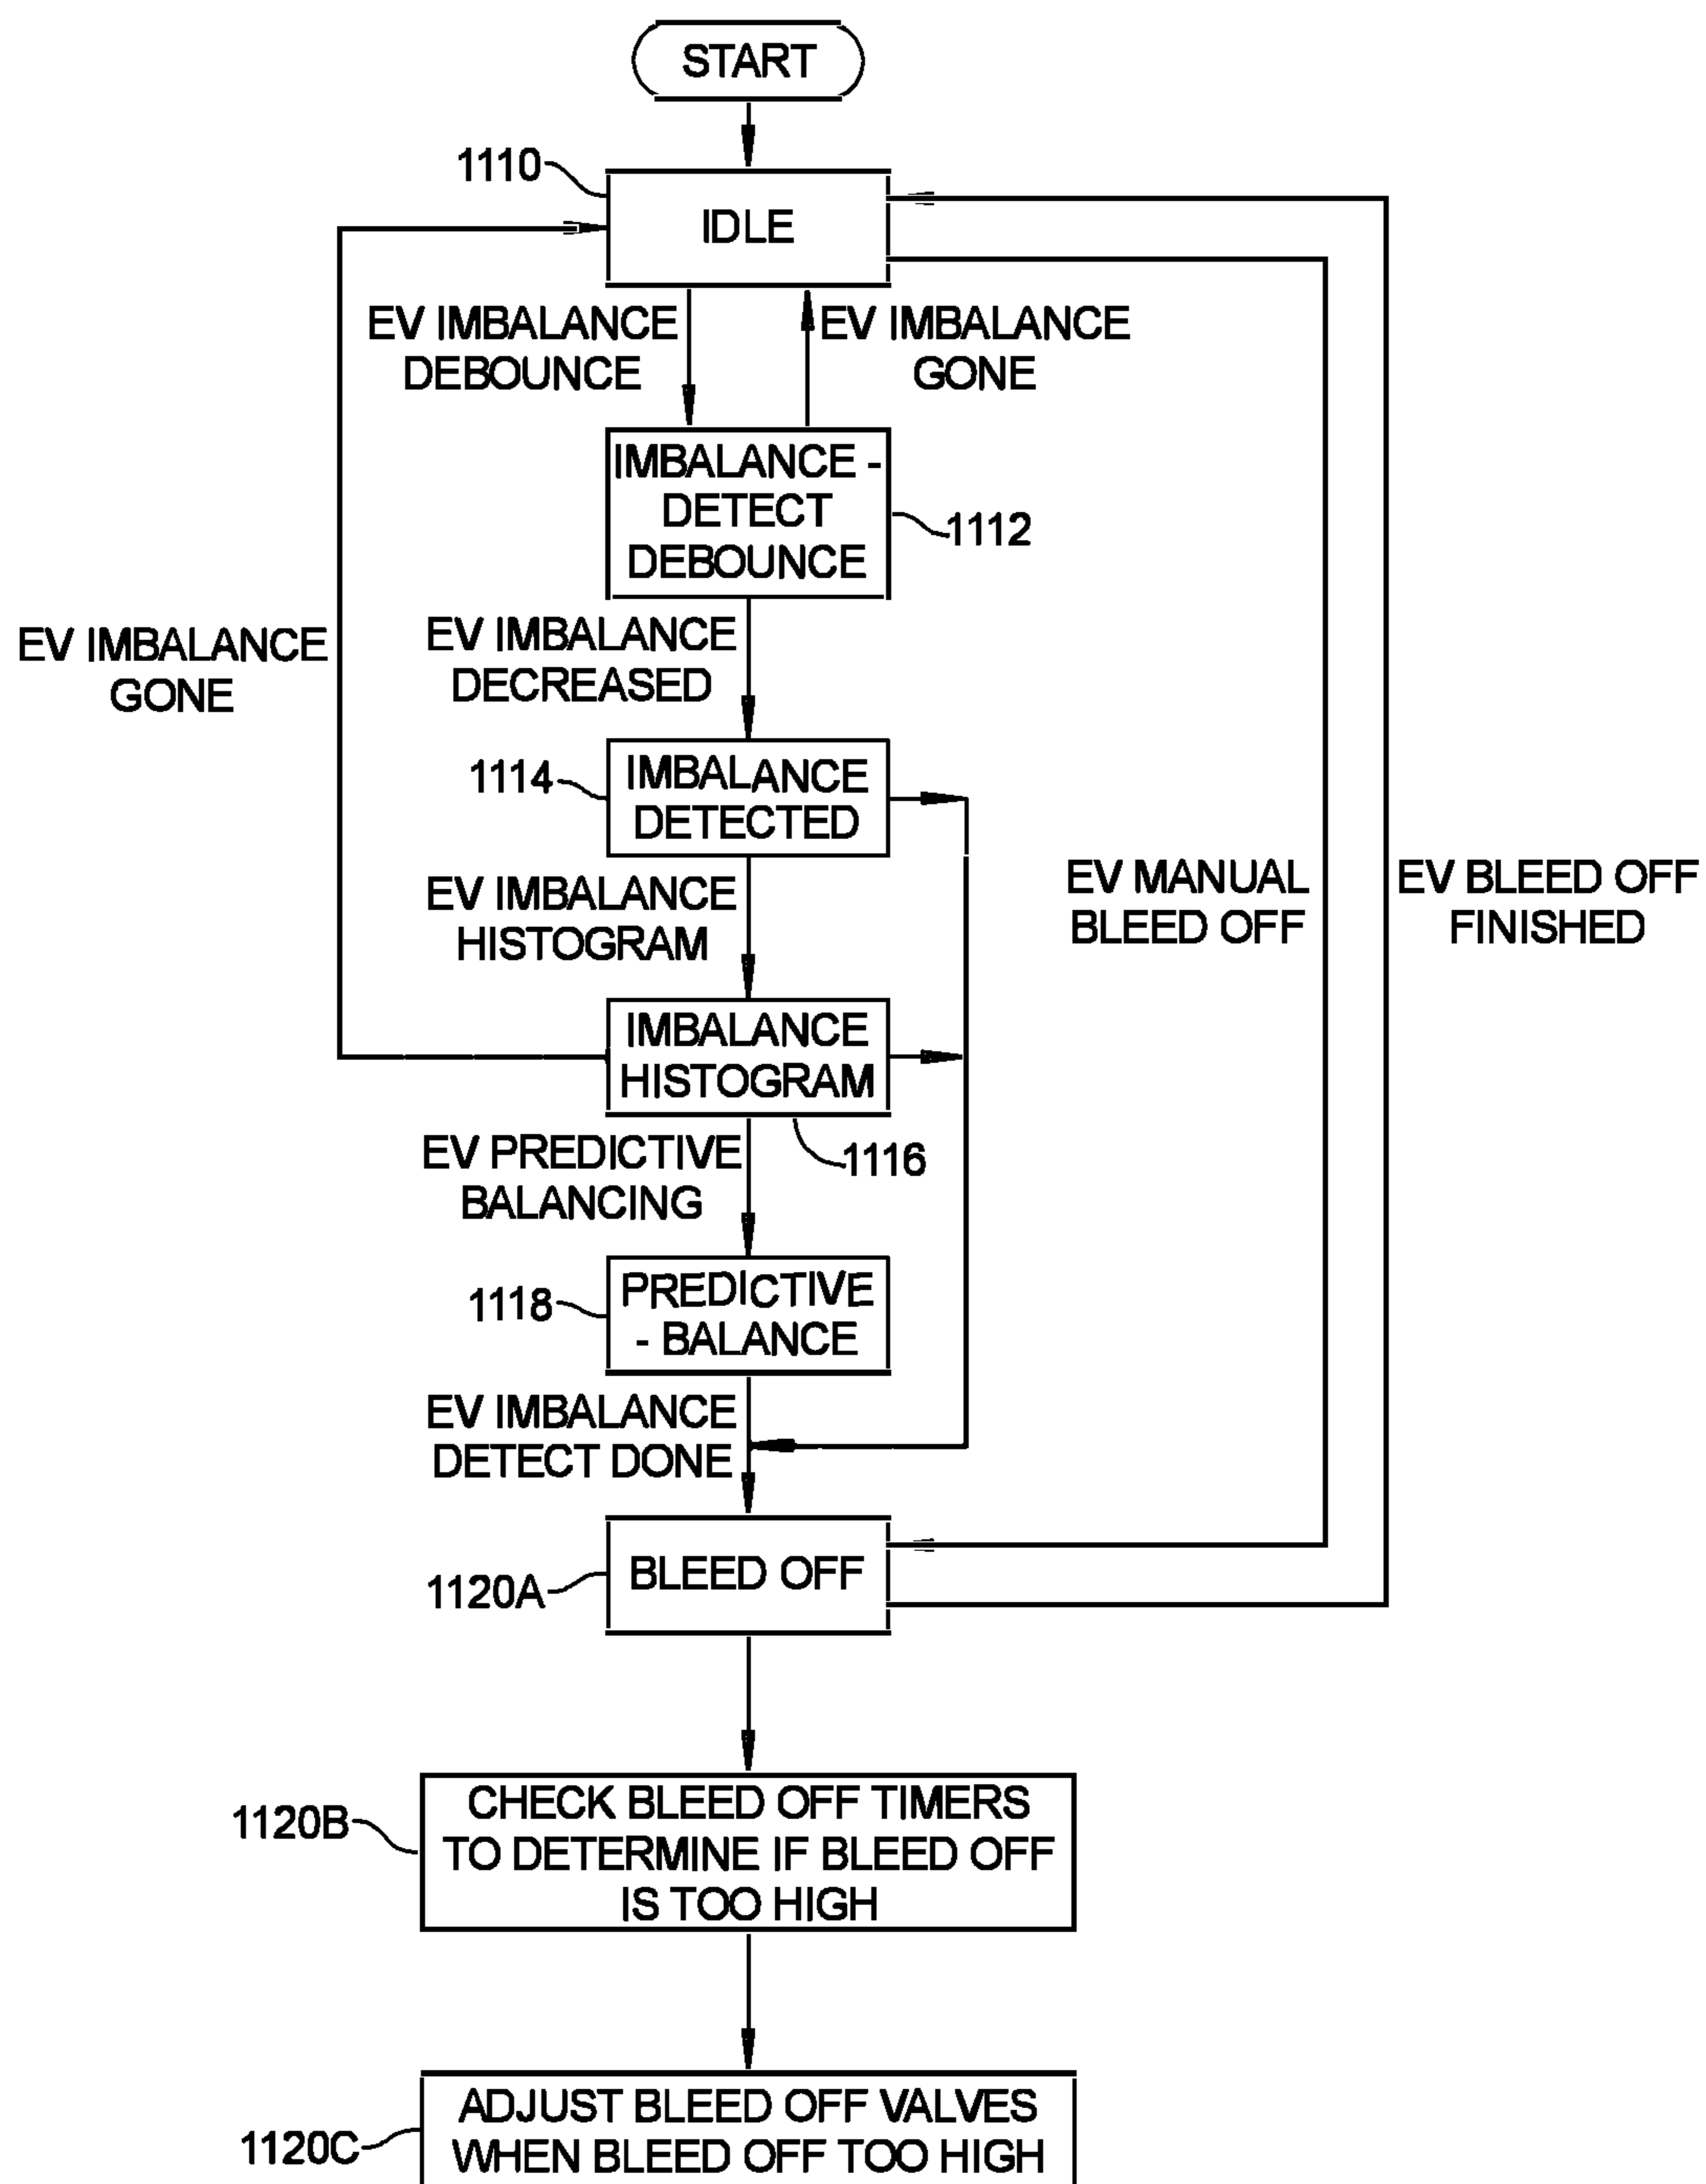 START
1110
IDLE
EV IMBALANCE
DEBOUNCE
EV IMBALANCE
GONE
IMBALANCE -
DETECT
DEBOUNCE
1112
EV IMBALANCE
GONE
EV IMBALANCE
DECREASED
1114
IMBALANCE
DETECTED
EV MANUAL
BLEED OFF
EV BLEED OFF
FINISHED
EV IMBALANCE
HISTOGRAM
IMBALANCE
HISTOGRAM
1116
EV PREDICTIVE
BALANCING
1118
PREDICTIVE
- BALANCE
EV IMBALANCE
DETECT DONE
1120A
BLEED OFF
1120B
CHECK BLEED OFF TIMERS
TO DETERMINE IF BLEED OFF
IS TOO HIGH
1120C
ADJUST BLEED OFF VALVES
WHEN BLEED OFF TOO HIGH